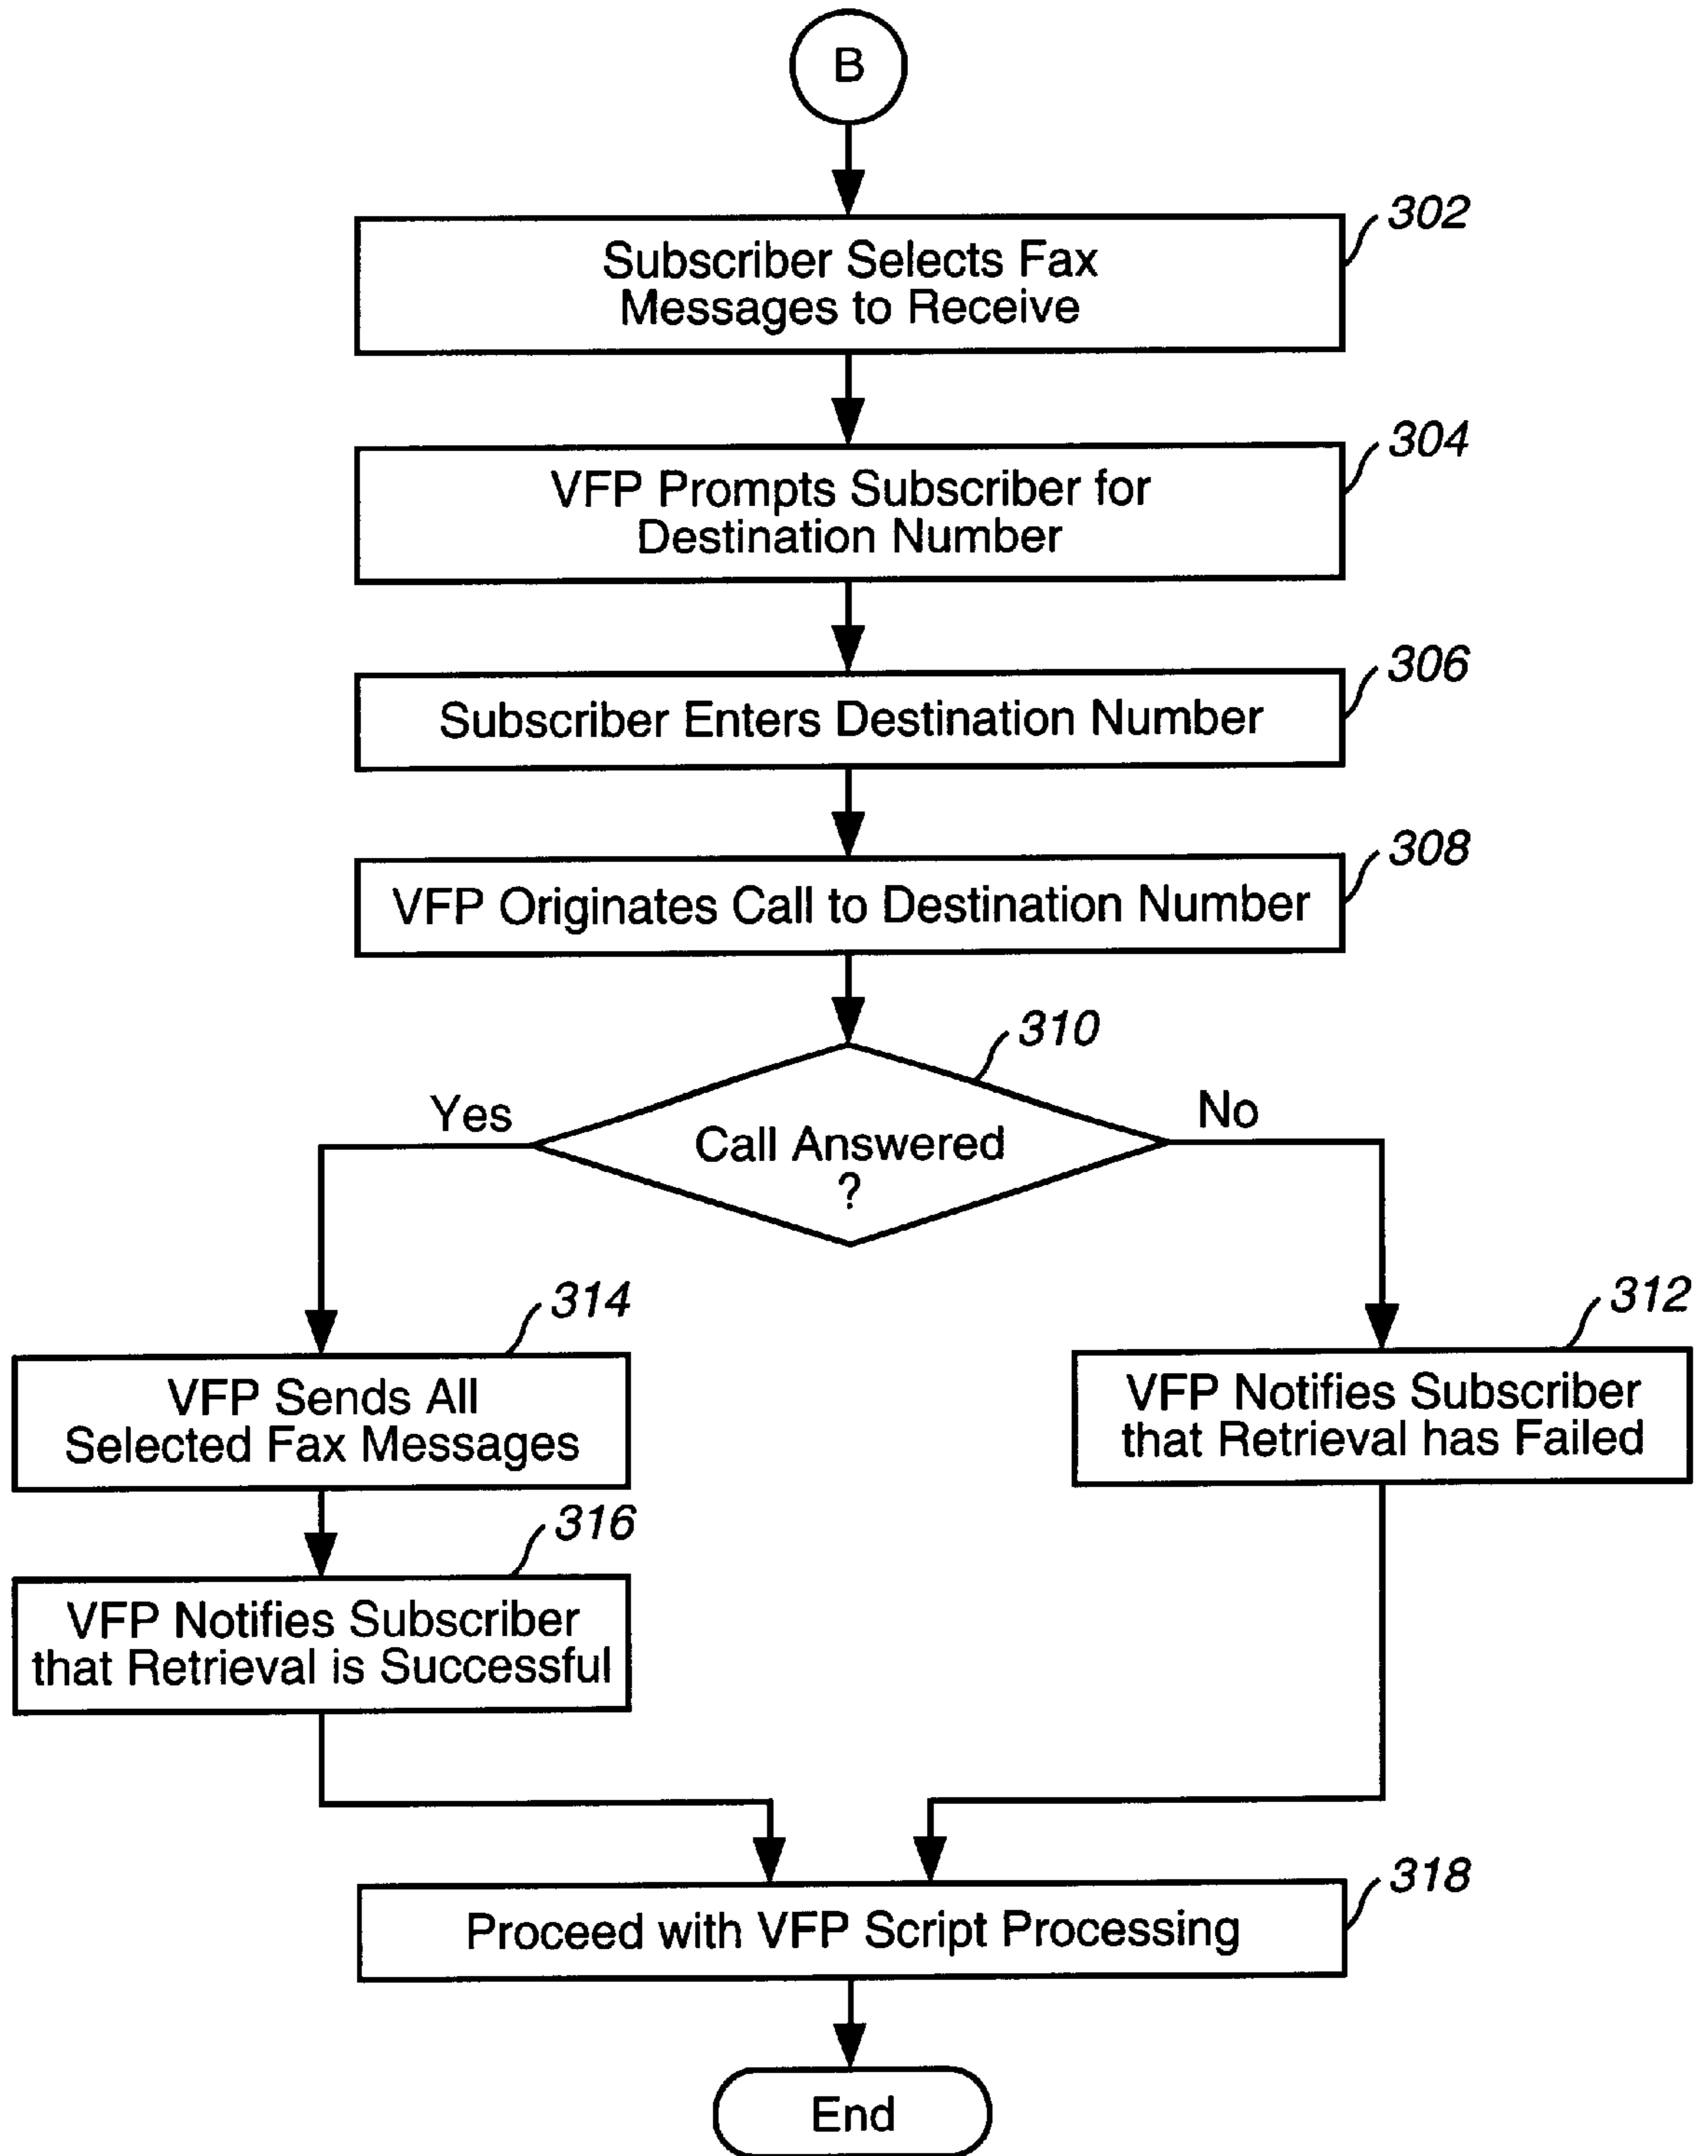 B
302
Subscriber Selects Fax
Messages to Receive
304
VFP Prompts Subscriber for
Destination Number
306
Subscriber Enters Destination Number
308
VFP Originates Call to Destination Number
310
Yes
No
Call Answered
?
314
312
VFP Sends All
Selected Fax Messages
VFP Notifies Subscriber
that Retrieval has Failed
316
VFP Notifies Subscriber
that Retrieval is Successful
318
Proceed with VFP Script Processing
End